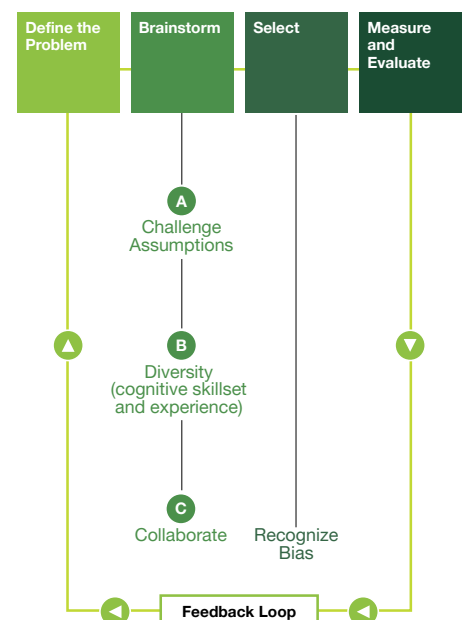 Define the
Problem
Brainstorm
Select
Measure
and
Evaluate
A
Challenge
Assumptions
B
Diversity
(cognitive skillset
and experience)
C
Collaborate
Recognize
Bias
Feedback Loop